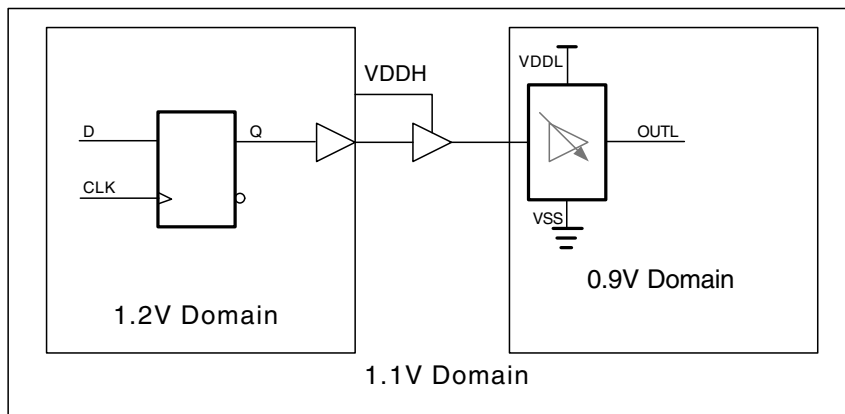 VDDH
VDDL
D
Q
OUTL
CLK
VSS
0.9V Domain
1.2V Domain
1.1V Domain